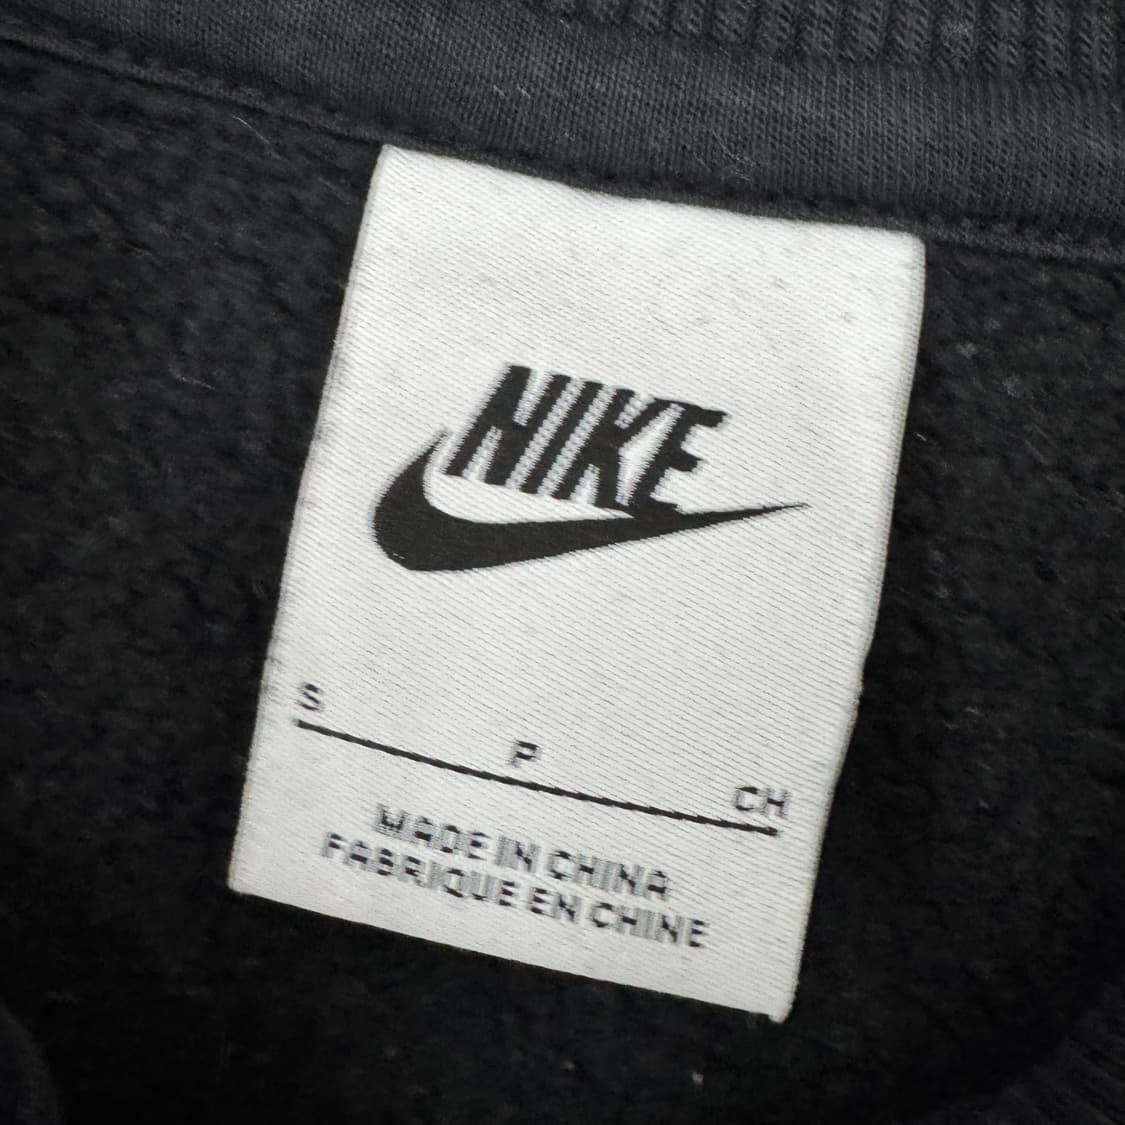 NIKE
S P CH
MADE IN CHINA
FABRIQUE EN CHINE